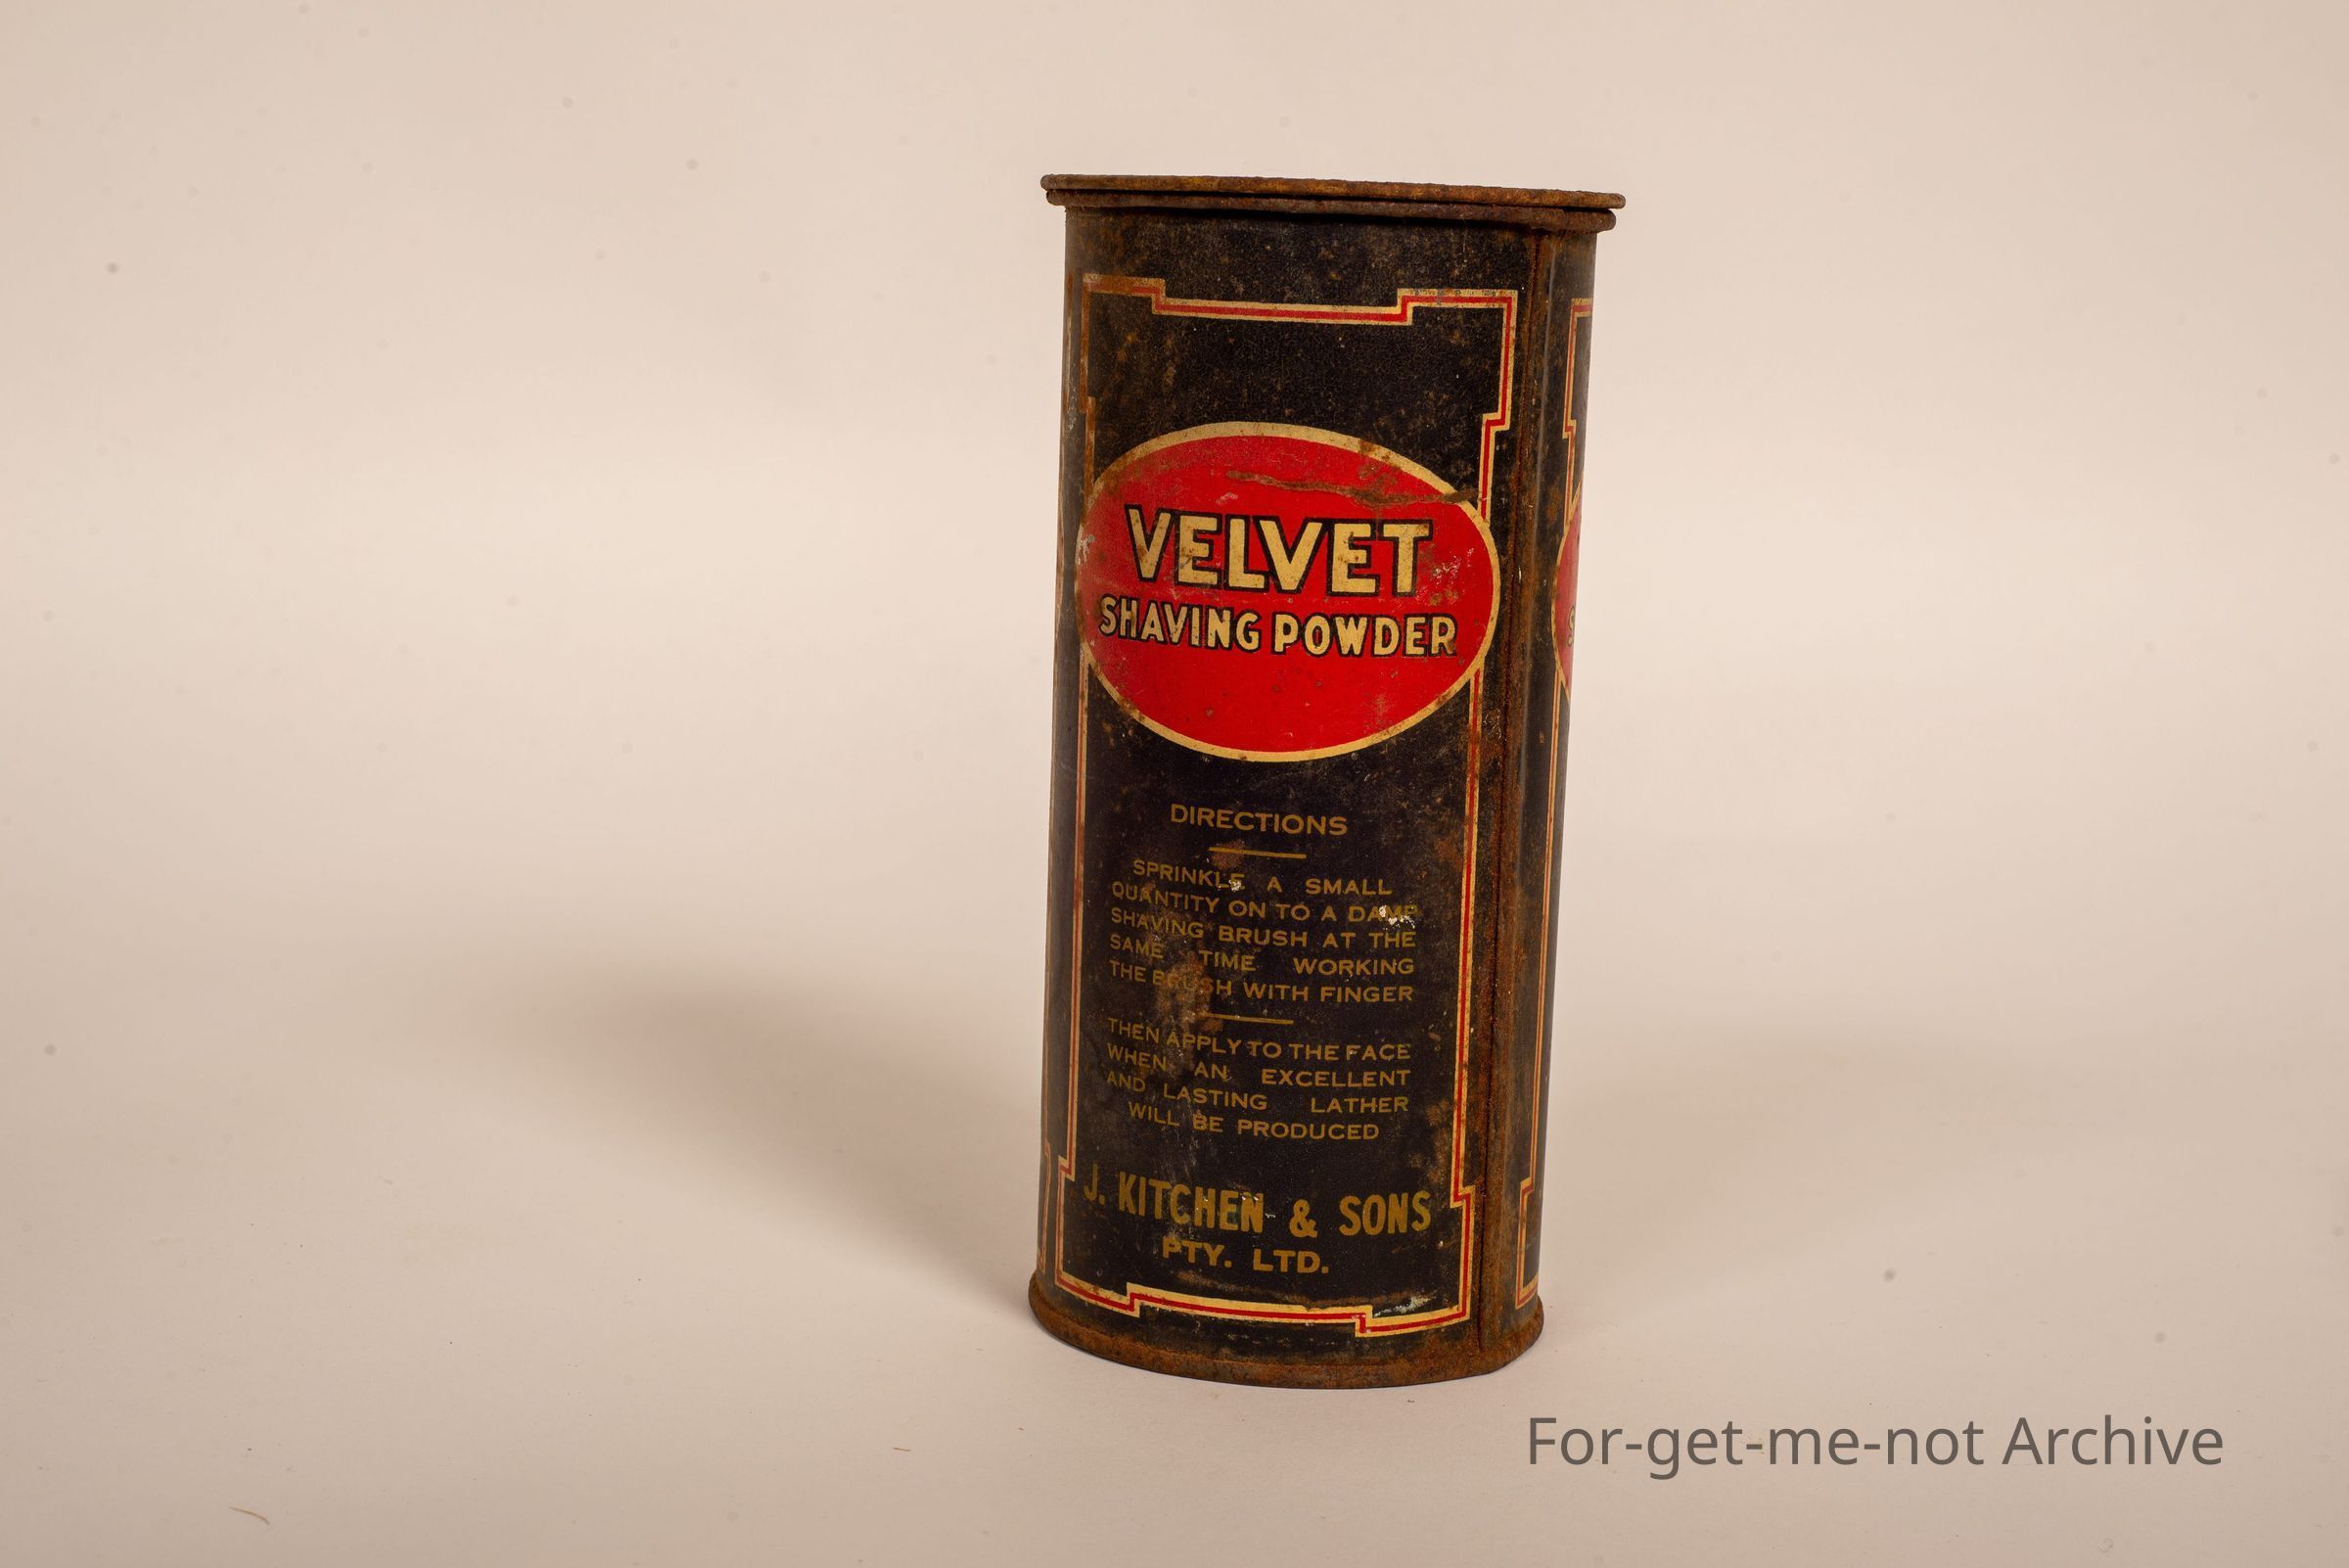 VELVET
SHAVING POWDER
DIRECTIONS
SPRINKLE A SMALL
QUANTITY ON TO A DAMP
SHAVING BRUSH AT THE
SAME TIME WORKING
THE BRUSH WITH FINGER
THEN APPLY TO THE FACE
WHEN AN EXCELLENT
AND LASTING LATHER
WILL BE PRODUCED
J. KITCHEN & SONS
PTY. LTD.
For-get-me-not Archive